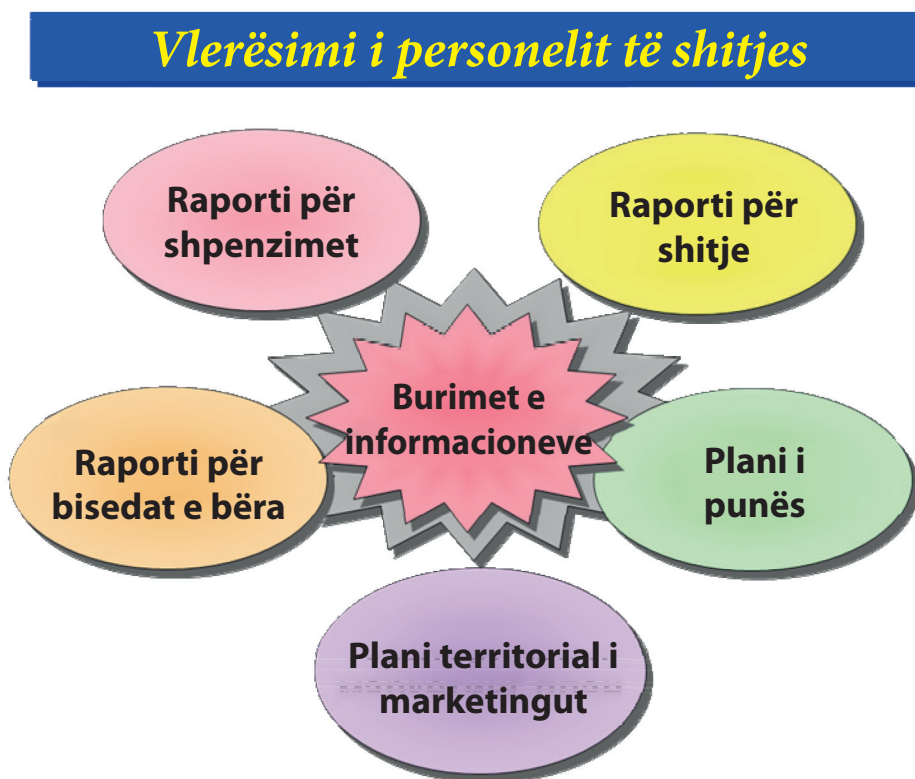 Vlerësimi i personelit të shitjes
Raporti për
shpenzimet
Raporti për
shitje
Burimet e
informacioneve
Raporti për
bisedat e bëra
Plani i
punës
Plani territorial i
marketingut